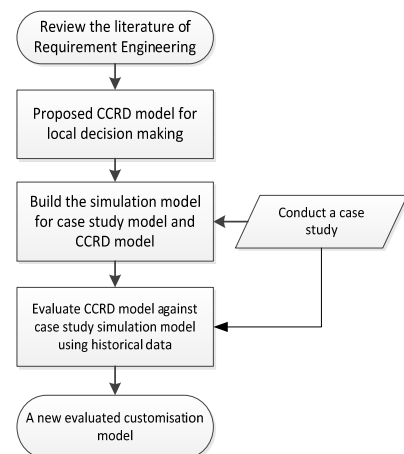 Review the literature of
Requirement Engineering
Proposed CCRD model for
local decision making
Build the simulation model
for case study model and
CCRD model
Conduct a case
study
Evaluate CCRD model against
case study simulation model
using historical data
A new evaluated customisation
model